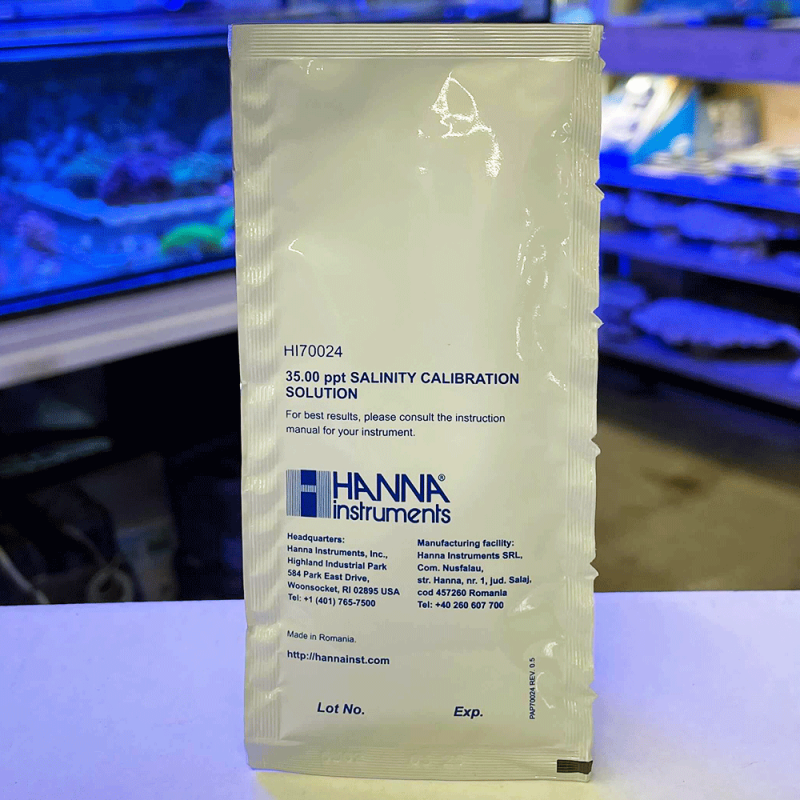 HI70024
35.00 ppt SALINITY CALIBRATION
SOLUTION
For best results, please consult the instruction
manual for your instrument.
HANNA®
instruments
Headquarters:
Hanna Instruments, Inc.,
Highland Industrial Park
584 Park East Drive,
Woonsocket, RI 02895 USA
Tel: +1 (401) 765-7500
Manufacturing facility:
Hanna Instruments SRL,
Com. Nusfalau,
str. Hanna, nr. 1, jud. Salaj,
cod 457260 Romania
Tel: +40 260 607 700
Made in Romania.
http://hannainst.com
Lot No.
Exp.
PAP70024 REV. 0.5